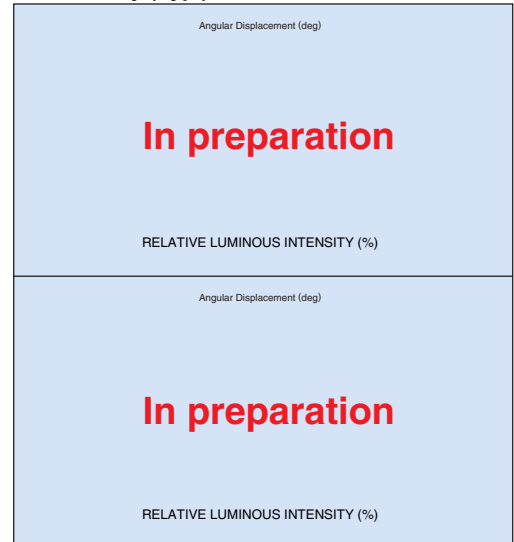 Angular Displacement (deg)
In preparation
RELATIVE LUMINOUS INTENSITY (%)
Angular Displacement (deg)
In preparation
RELATIVE LUMINOUS INTENSITY (%)